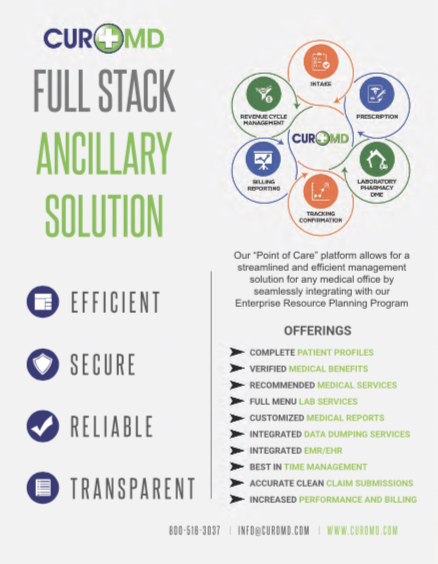 CUROMD
FULL STACK
ANCILLARY
SOLUTION
INTAKE
REVENUE CYCLE
MANAGEMENT
PRESCRIPTION
CUROMD
BILLING
REPORTING
LABORATORY
PHARMACY
DME
TRACKING
CONFIRMATION
Our "Point of Care" platform allows for a
streamlined and efficient management
solution for any medical office by
seamlessly integrating with our
Enterprise Resource Planning Program
EFFICIENT
SECURE
RELIABLE
TRANSPARENT
OFFERINGS
COMPLETE PATIENT PROFILES
VERIFIED MEDICAL BENEFITS
RECOMMENDED MEDICAL SERVICES
FULL MENU LAB SERVICES
CUSTOMIZED MEDICAL REPORTS
INTEGRATED DATA DUMPING SERVICES
INTEGRATED EMR/EHR
BEST IN TIME MANAGEMENT
ACCURATE CLEAN CLAIM SUBMISSIONS
INCREASED PERFORMANCE AND BILLING
800-516-3037 | INFO@CUROMD.COM | WWW.CUROMD.COM